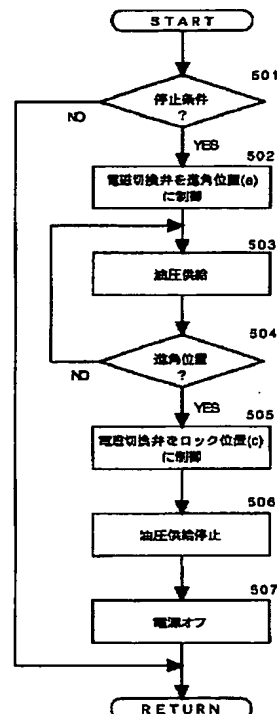 START
501
停止条件
?
NO
YES
502
電磁切換弁を進角位置(a)
に制御
503
油圧供給
504
進角位置
?
NO
YES
505
電磁切換弁をロック位置(c)
に制御
506
油圧供給停止
507
電源オフ
RETURN